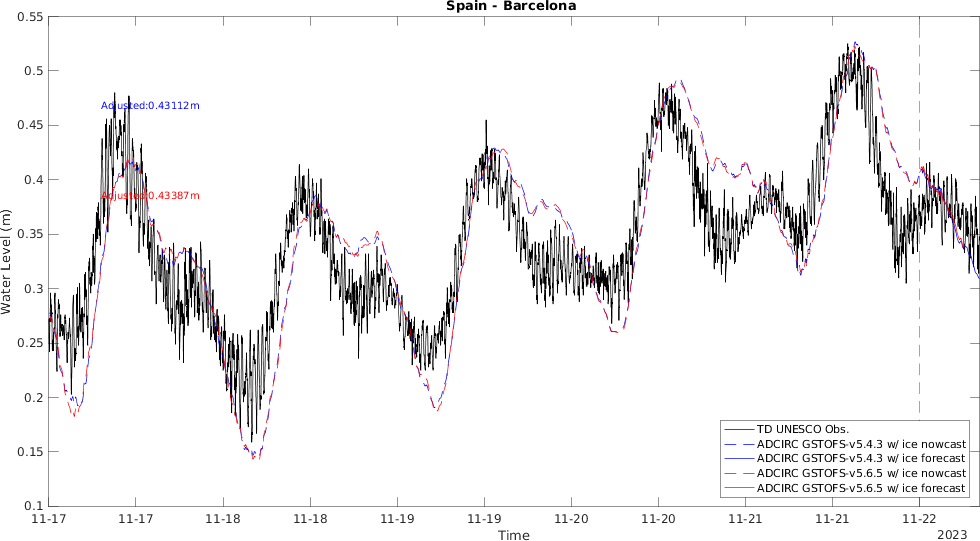 Spain - Barcelona
0.55
0.5
0.45
0.4
0.35
0.3
0.25
0.2
0.15
0.1
Water Level (m)
Adjusted:0.43112m
Adjusted:0.43387m
TD UNESCO Obs.
ADCIRC GSTOFS-v5.4.3 w/ ice nowcast
ADCIRC GSTOFS-v5.4.3 w/ ice forecast
ADCIRC GSTOFS-v5.6.5 w/ ice nowcast
ADCIRC GSTOFS-v5.6.5 w/ ice forecast
11-17 11-17 11-18 11-18 11-19 11-19 11-20 11-20 11-21 11-21 11-22
Time
2023